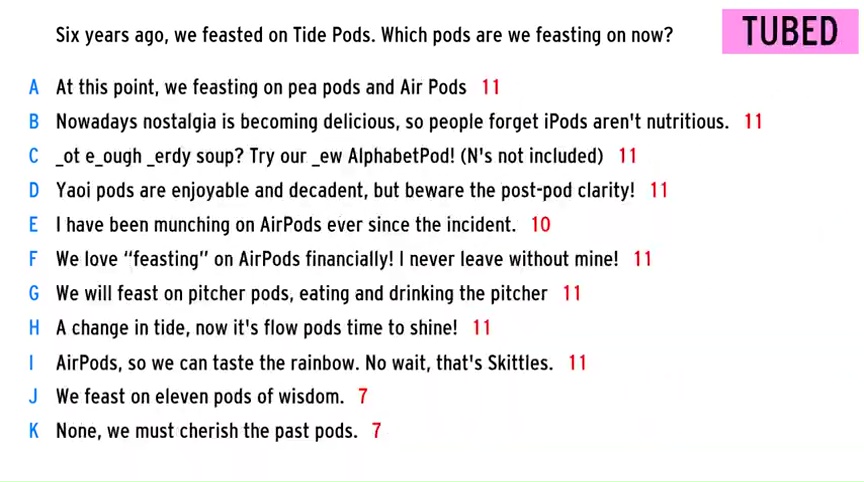 Six years ago, we feasted on Tide Pods. Which pods are we feasting on now?
TUBED
A At this point, we feasting on pea pods and Air Pods 11
B Nowadays nostalgia is becoming delicious, so people forget iPods aren't nutritious. 11
C _ot e_ough _erdy soup? Try our _ew AlphabetPod! (N's not included) 11
D Yaoi pods are enjoyable and decadent, but beware the post-pod clarity! 11
E I have been munching on AirPods ever since the incident. 10
F We love “feasting” on AirPods financially! I never leave without mine! 11
G We will feast on pitcher pods, eating and drinking the pitcher 11
H A change in tide, now it's flow pods time to shine! 11
I AirPods, so we can taste the rainbow. No wait, that's Skittles. 11
J We feast on eleven pods of wisdom. 7
K None, we must cherish the past pods. 7